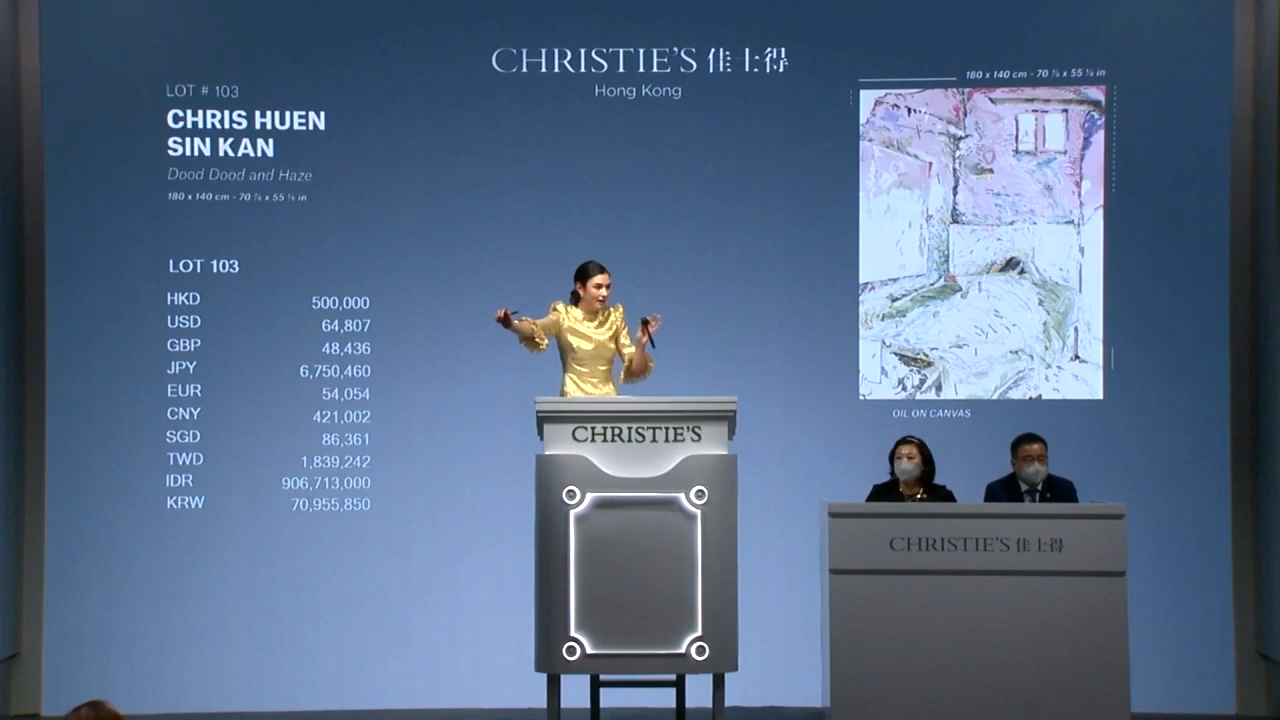 CHRISTIE'S 佳士得
Hong Kong
LOT # 103
CHRIS HUEN
SIN KAN
Dood Dood and Haze
180 x 140 cm - 70 ⅞ x 55 ⅛ in
LOT 103
HKD 500,000
USD 64,807
GBP 48,436
JPY 6,750,460
EUR 54,054
CNY 421,002
SGD 86,361
TWD 1,839,242
IDR 906,713,000
KRW 70,955,850
180 x 140 cm - 70 ⅞ x 55 ⅛ in
OIL ON CANVAS
CHRISTIE'S
CHRISTIE'S 佳士得